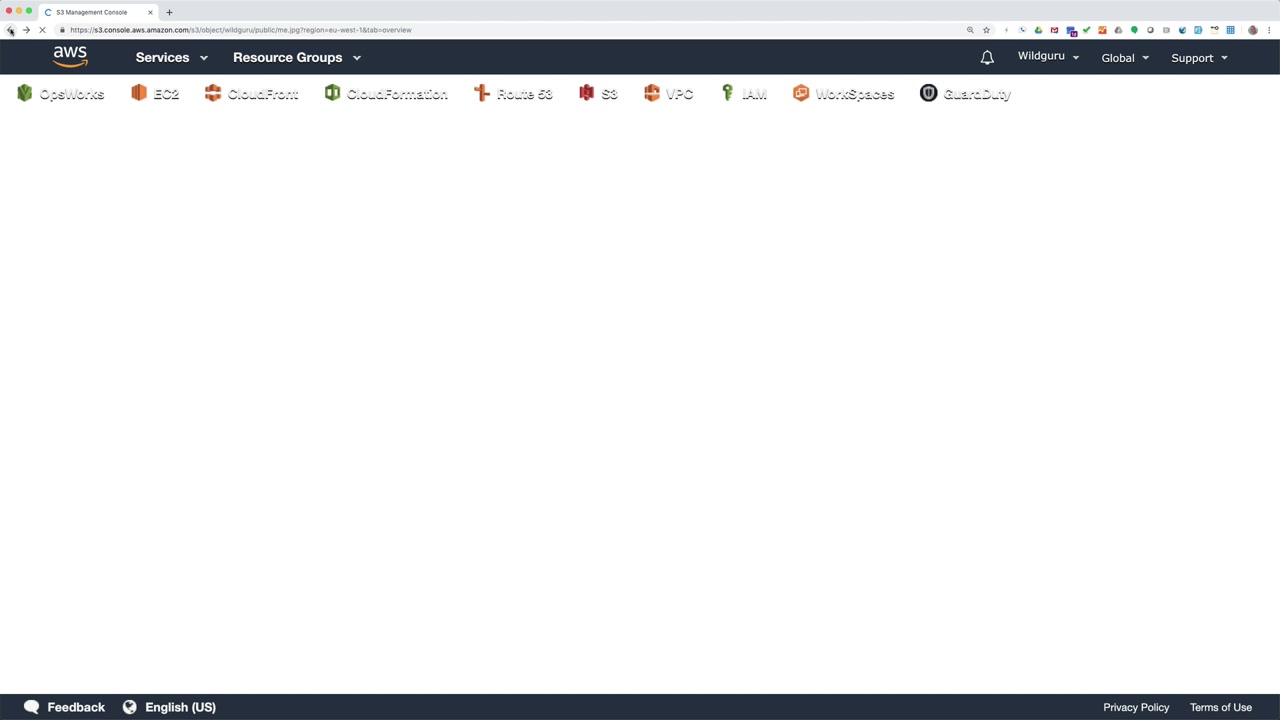 S3 Management Console
https://s3.console.aws.amazon.com/s3/object/wildguru/public/me.jpg?region=eu-west-1&tab=overview
aws Services Resource Groups Wildguru Global Support
OpsWorks EC2 CloudFront CloudFormation Route 53 S3 VPC IAM WorkSpaces GuardDuty
Feedback English (US) Privacy Policy Terms of Use